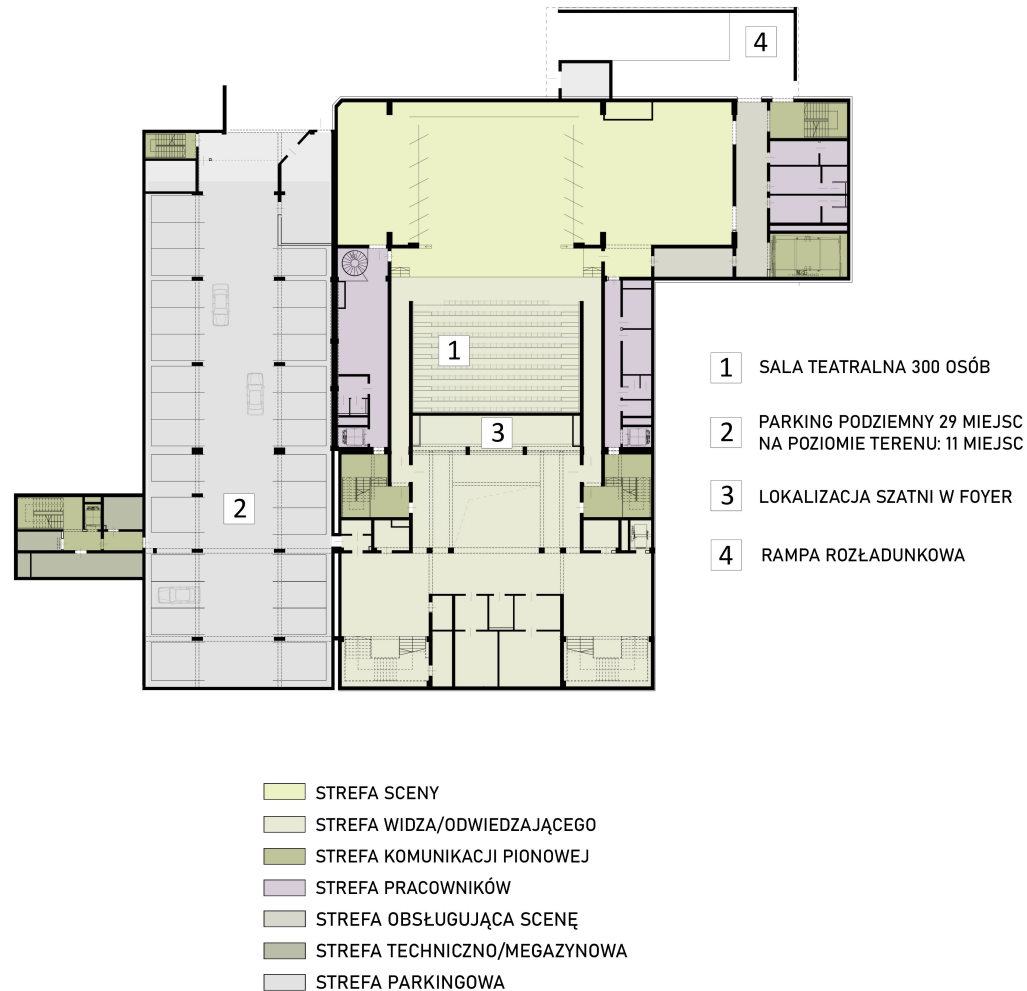 4
1
3
2
1 SALA TEATRALNA 300 OSÓB
2 PARKING PODZIEMNY 29 MIEJSC
NA POZIOMIE TERENU: 11 MIEJSC
3 LOKALIZACJA SZATNI W FOYER
4 RAMPA ROZŁADUNKOWA
STREFA SCENY
STREFA WIDZA/ODWIEDZAJĄCEGO
STREFA KOMUNIKACJI PIONOWEJ
STREFA PRACOWNIKÓW
STREFA OBSŁUGUJĄCA SCENĘ
STREFA TECHNICZNO/MEGAZYNOWA
STREFA PARKINGOWA